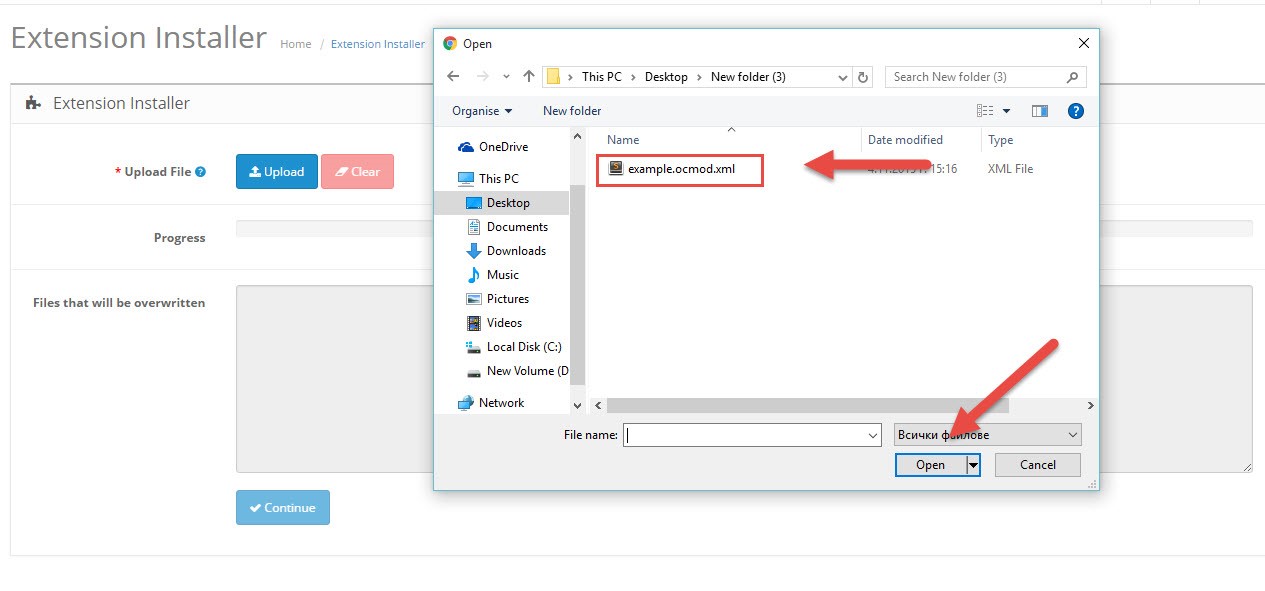 Extension Installer Home / Extension Installer
Extension Installer
* Upload File ? Upload Clear
Progress
Files that will be overwritten
Continue
Open
This PC > Desktop > New folder (3)
Search New folder (3)
Organise New folder
Name Date modified Type
example.ocmod.xml 15:16 XML File
OneDrive
This PC
Desktop
Documents
Downloads
Music
Pictures
Videos
Local Disk (C:)
New Volume (D
Network
File name: Всички файлове
Open Cancel